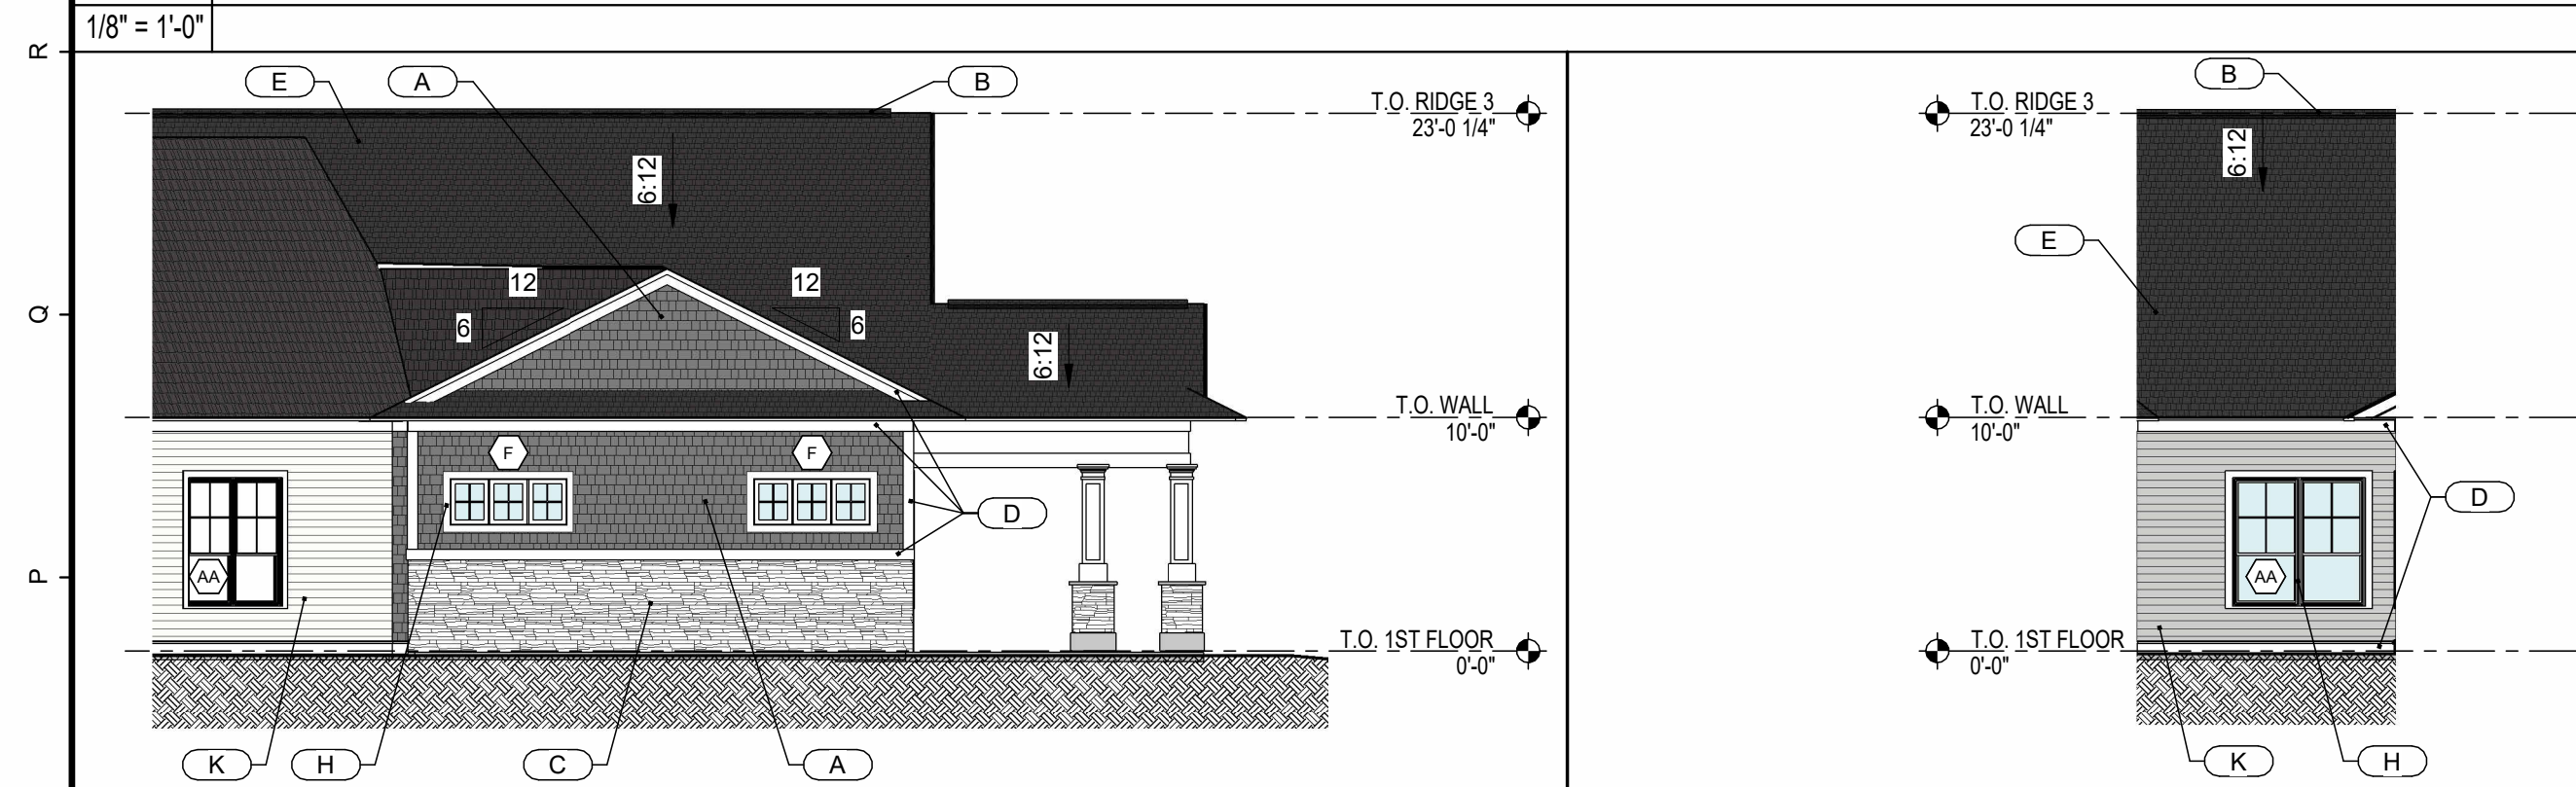 1/8" = 1'-0"
R
E
A
B
T.O. RIDGE 3
23'-0 1/4"
6:12
12
12
6
6
6:12
Q
T.O. WALL
10'-0"
F
F
D
AA
P
T.O. 1ST FLOOR
0'-0"
K
H
C
A
B
T.O. RIDGE 3
23'-0 1/4"
6:12
E
T.O. WALL
10'-0"
D
AA
T.O. 1ST FLOOR
0'-0"
K
H